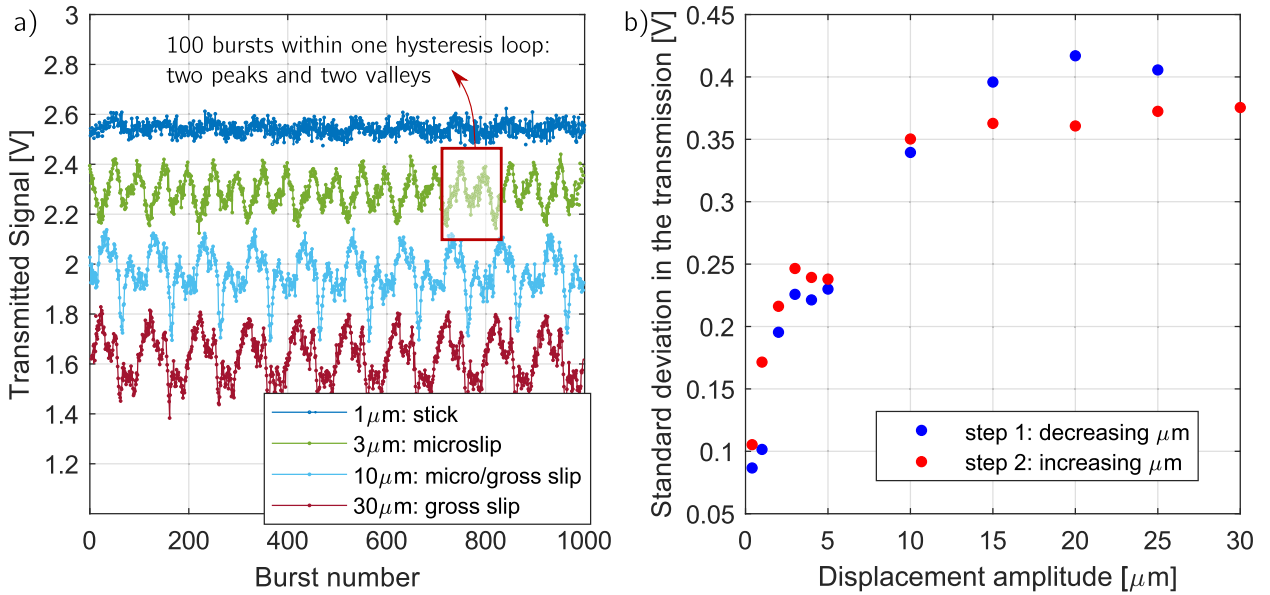 a)
Transmitted Signal [V]
3
2.8
2.6
2.4
2.2
2
1.8
1.6
1.4
1.2
100 bursts within one hysteresis loop:
two peaks and two valleys
1μm: stick
3μm: microslip
10μm: micro/gross slip
30μm: gross slip
0
200
400
600
800
1000
Burst number
b)
Standard deviation in the transmission [V]
0.45
0.4
0.35
0.3
0.25
0.2
0.15
0.1
0.05
step 1: decreasing μm
step 2: increasing μm
0
5
10
15
20
25
30
Displacement amplitude [μm]